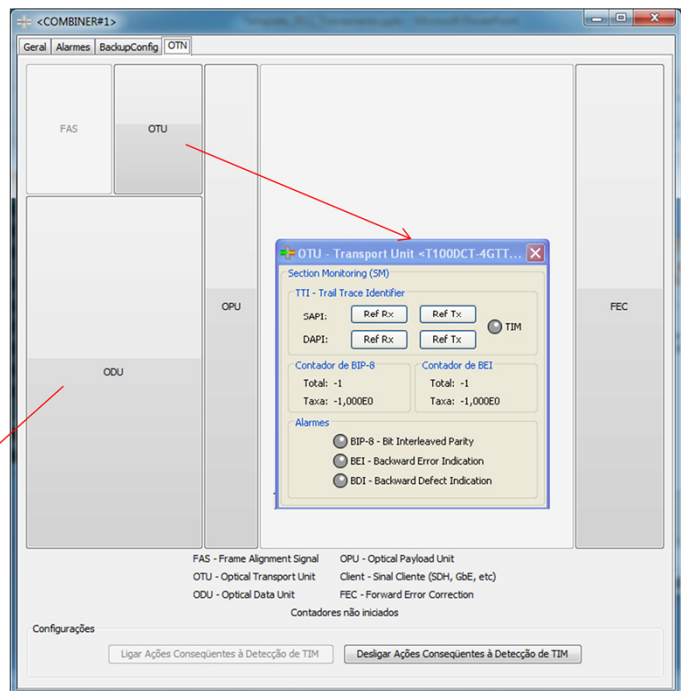 <COMBINER#1>
Geral Alarmes BackupConfig OTN
FAS OTU
OPU
FEC
ODU
OTU - Transport Unit <T100DCT-4GTT...
Section Monitoring (SM)
TTI - Trail Trace Identifier
SAPI: Ref Rx Ref Tx
TIM
DAPI: Ref Rx Ref Tx
Contador de BIP-8 Contador de BEI
Total: -1 Total: -1
Taxa: -1,000E0 Taxa: -1,000E0
Alarmes
BIP-8 - Bit Interleaved Parity
BEI - Backward Error Indication
BDI - Backward Defect Indication
FAS - Frame Alignment Signal OPU - Optical Payload Unit
OTU - Optical Transport Unit Client - Sinal Cliente (SDH, GbE, etc)
ODU - Optical Data Unit FEC - Forward Error Correction
Contadores não iniciados
Configurações
Ligar Ações Conseqüentes à Detecção de TIM Desligar Ações Conseqüentes à Detecção de TIM